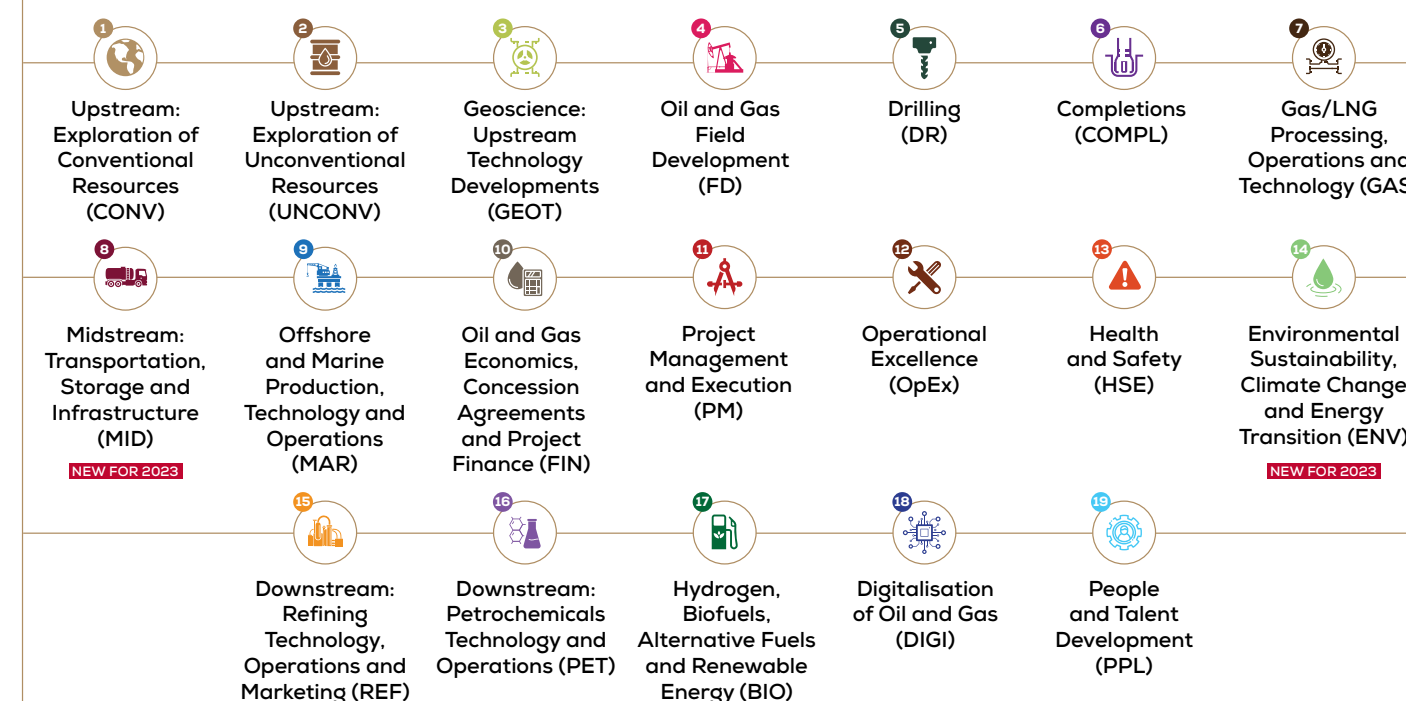 1
Upstream:
Exploration of
Conventional
Resources
(CONV)
2
Upstream:
Exploration of
Unconventional
Resources
(UNCONV)
3
Geoscience:
Upstream
Technology
Developments
(GEOT)
4
Oil and Gas
Field
Development
(FD)
5
Drilling
(DR)
6
Completions
(COMPL)
7
Gas/LNG
Processing,
Operations and
Technology (GAS
8
Midstream:
Transportation,
Storage and
Infrastructure
(MID)
NEW FOR 2023
9
Offshore
and Marine
Production,
Technology and
Operations
(MAR)
10
Oil and Gas
Economics,
Concession
Agreements
and Project
Finance (FIN)
11
Project
Management
and Execution
(PM)
12
Operational
Excellence
(OpEx)
13
Health
and Safety
(HSE)
14
Environmental
Sustainability,
Climate Change
and Energy
Transition (ENV)
NEW FOR 2023
15
Downstream:
Refining
Technology,
Operations and
Marketing (REF)
16
Downstream:
Petrochemicals
Technology and
Operations (PET)
17
Hydrogen,
Biofuels,
Alternative Fuels
and Renewable
Energy (BIO)
18
Digitalisation
of Oil and Gas
(DIGI)
19
People
and Talent
Development
(PPL)